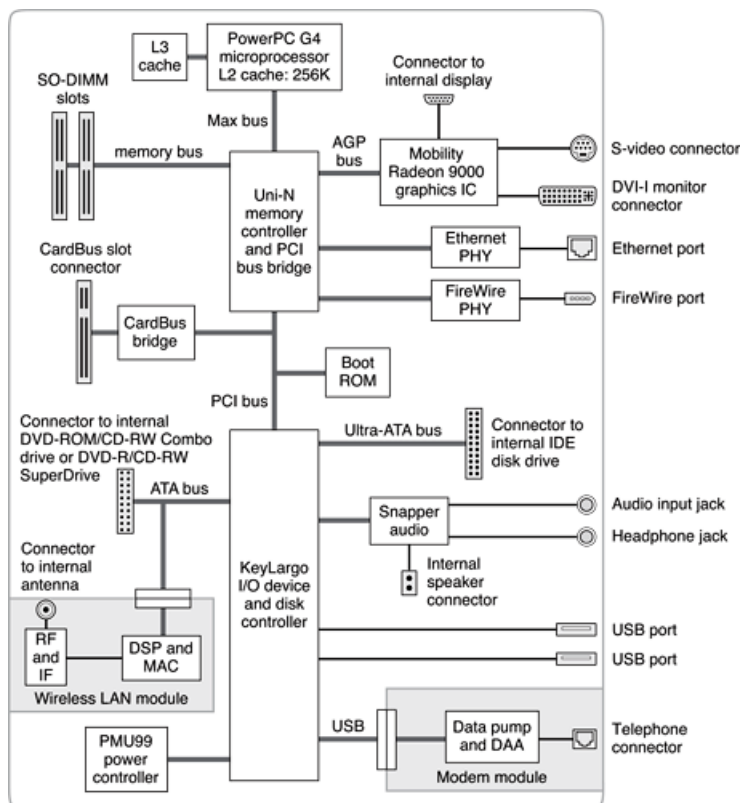 L3
cache
PowerPC G4
microprocessor
L2 cache: 256K
Connector to
internal display
SO-DIMM
slots
Max bus
memory bus
AGP
bus
Mobility
Radeon 9000
graphics IC
S-video connector
DVI-I monitor
connector
Uni-N
memory
controller
and PCI
bus bridge
Ethernet
PHY
Ethernet port
CardBus slot
connector
FireWire
PHY
FireWire port
CardBus
bridge
Boot
ROM
PCI bus
Connector to internal
DVD-ROM/CD-RW Combo
drive or DVD-R/CD-RW
SuperDrive
Ultra-ATA bus
Connector to
internal IDE
disk drive
ATA bus
Snapper
audio
Audio input jack
Headphone jack
Connector
to internal
antenna
Internal
speaker
connector
KeyLargo
I/O device
and disk
controller
RF
and
IF
DSP and
MAC
Wireless LAN module
USB port
USB port
USB
Data pump
and DAA
Telephone
connector
Modem module
PMU99
power
controller